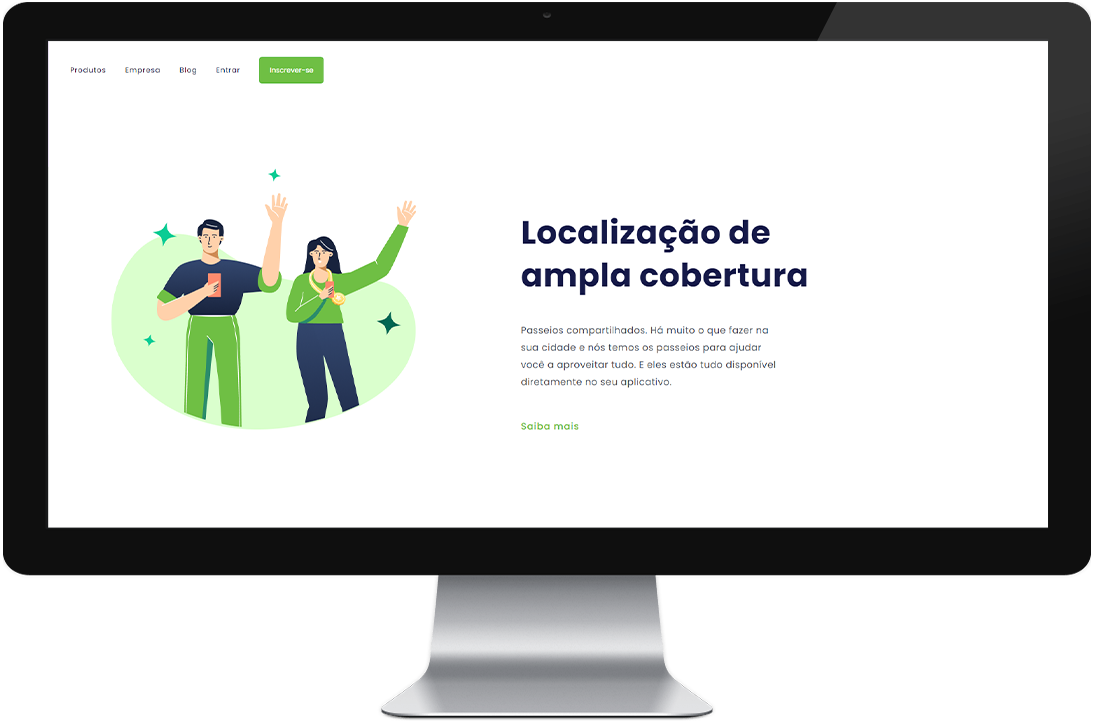 Produtos Empresa Blog Entrar Inscrever-se
Localização de
ampla cobertura
Passeios compartilhados. Há muito o que fazer na
sua cidade e nós temos os passeios para ajudar
você a aproveitar tudo. E eles estão tudo disponível
diretamente no seu aplicativo.
Saiba mais